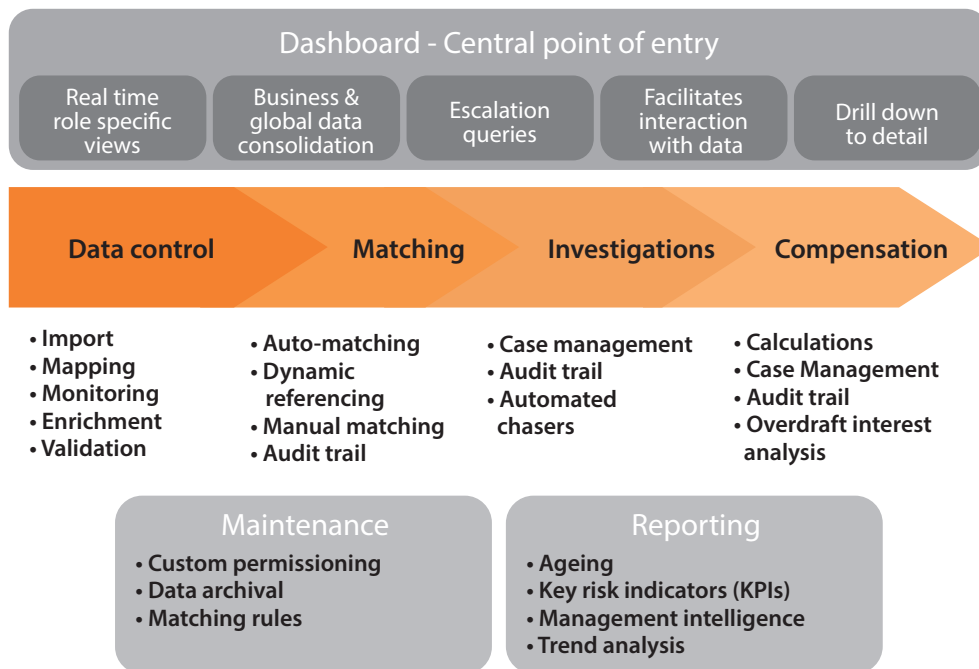 Dashboard - Central point of entry
Real time
role specific
views
Business &
global data
consolidation
Escalation
queries
Facilitates
interaction
with data
Drill down
to detail
Data control
Matching
Investigations
Compensation
• Import
• Mapping
• Monitoring
• Enrichment
• Validation
• Auto-matching
• Dynamic
referencing
• Manual matching
• Audit trail
• Case management
• Audit trail
• Automated
chasers
• Calculations
• Case Management
• Audit trail
• Overdraft interest
analysis
Maintenance
• Custom permissioning
• Data archival
• Matching rules
Reporting
• Ageing
• Key risk indicators (KPIs)
• Management intelligence
• Trend analysis